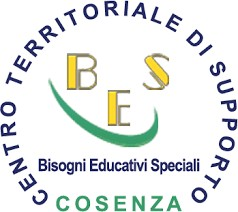 CENTRO TERRITORIALE DI SUPPORTO
BES
Bisogni Educativi Speciali
COSENZA